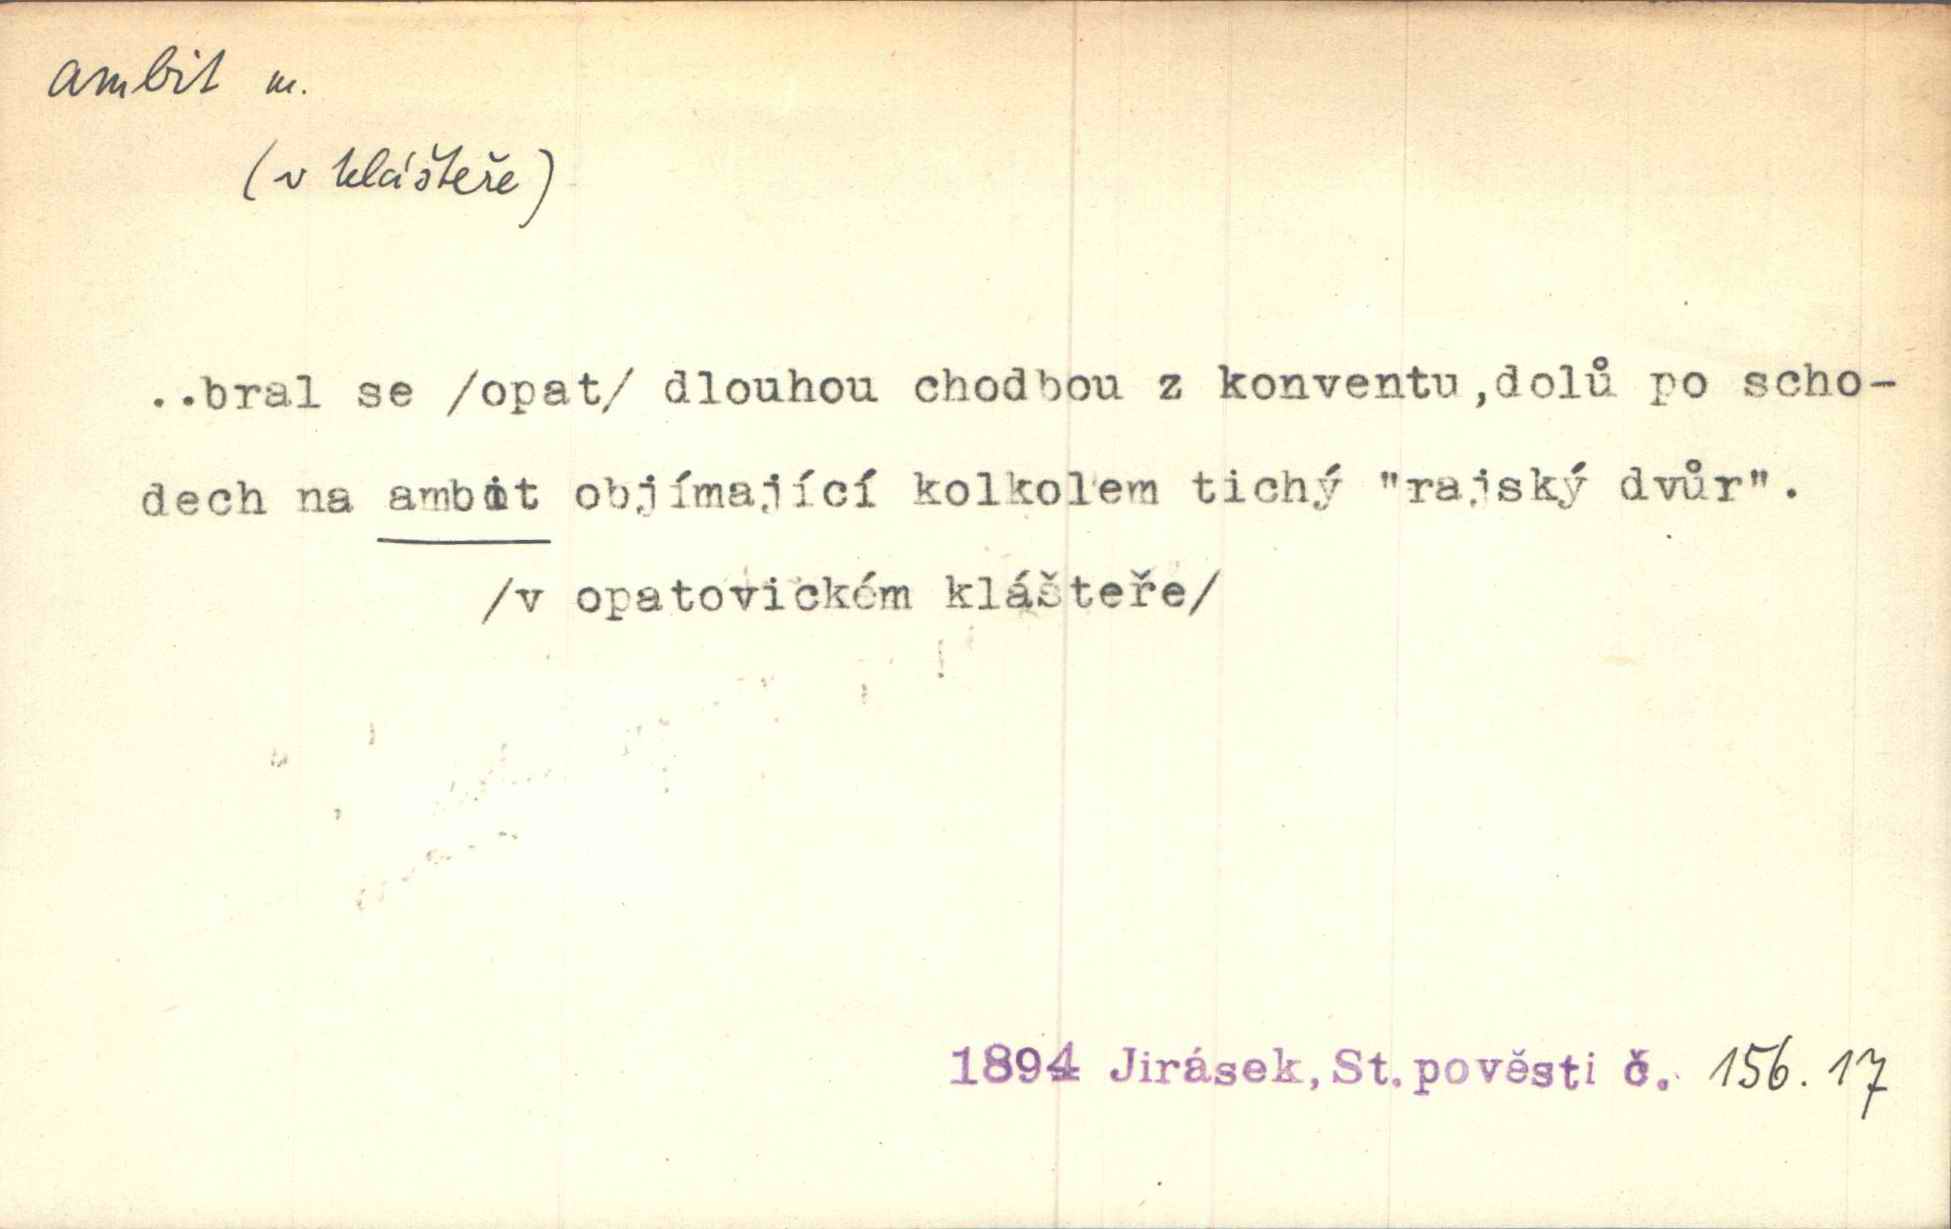 ambit m.
(v klášteře)
..bral se /opat/ dlouhou chodbou z konventu,dolů po scho-
dech na ambit objímající kolkolem tichý "rajský dvůr".
/v opatovickém klášteře/
1894 Jirásek,St.pověsti č. 156.17